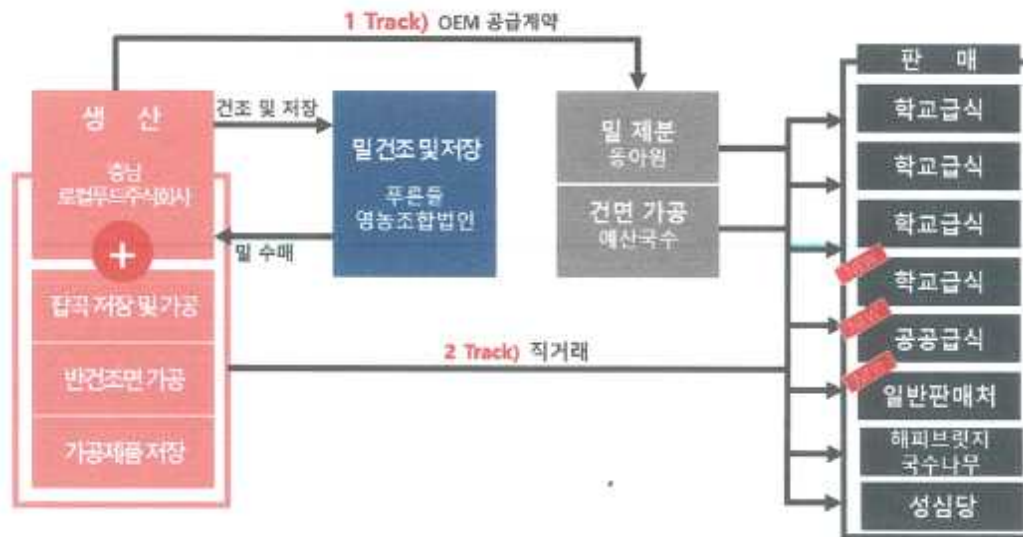 1 Track) OEM 공급계약
생 산
충남
로컬푸드주식회사
+
잡곡 저장 및 가공
반건조면 가공
가공제품 저장
건조 및 저장
밀 수매
밀 건조 및 저장
푸른들
영농조합법인
밀 제분
동아원
건면 가공
예산국수
2 Track) 직거래
판 매
학교급식
학교급식
학교급식
학교급식
공공급식
일반판매처
해피브릿지
국수나무
성심당